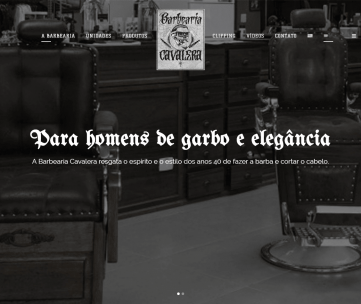 A BARBEARIA UNIDADES PRODUTOS
Barbearia
CAVALERA
CLIPPING VÍDEOS CONTATO
Para homens de garbo e elegância
A Barbearia Cavalera resgata o espírito e o estilo dos anos 40 de fazer a barba e cortar o cabelo.